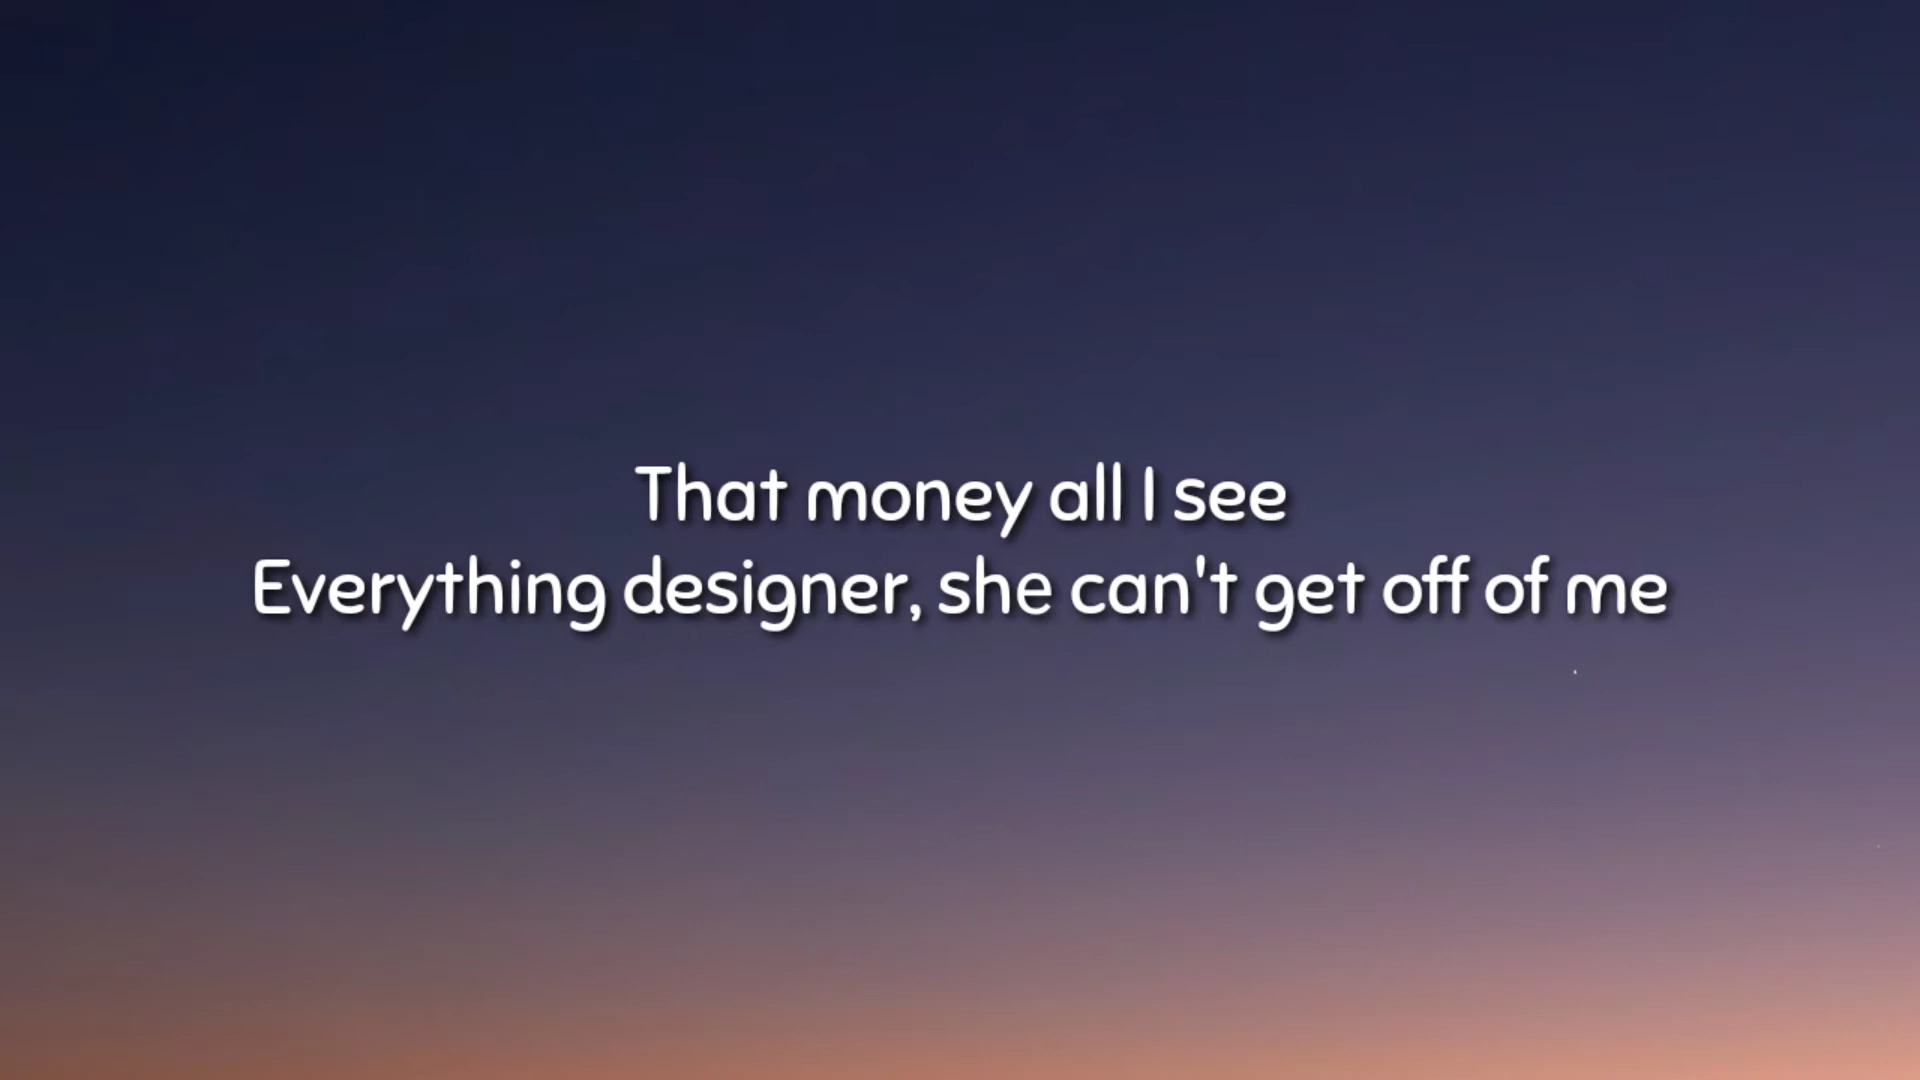 That money all I see
Everything designer, she can't get off of me